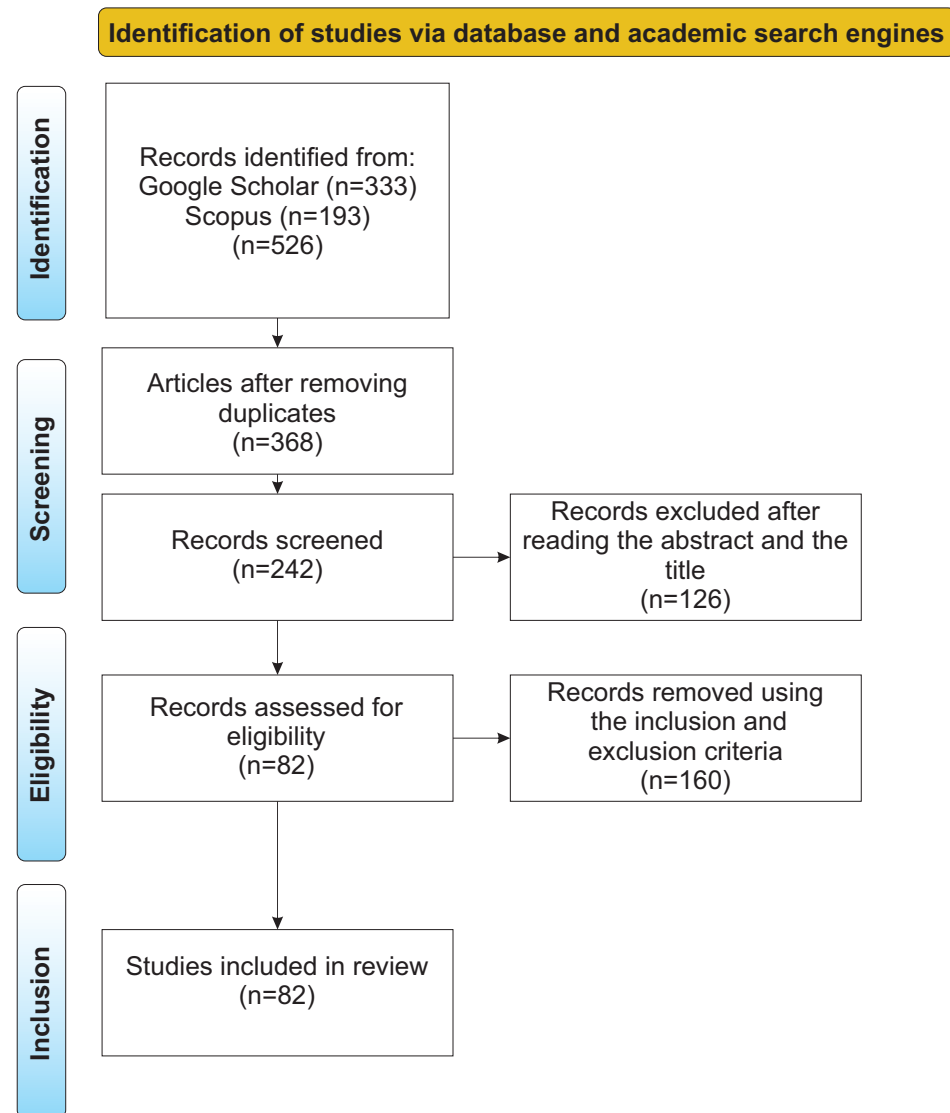 Identification of studies via database and academic search engines
Identification
Records identified from:
Google Scholar (n=333)
Scopus (n=193)
(n=526)
Screening
Articles after removing
duplicates
(n=368)
Records screened
(n=242)
Records excluded after
reading the abstract and the
title
(n=126)
Eligibility
Records assessed for
eligibility
(n=82)
Records removed using
the inclusion and
exclusion criteria
(n=160)
Inclusion
Studies included in review
(n=82)